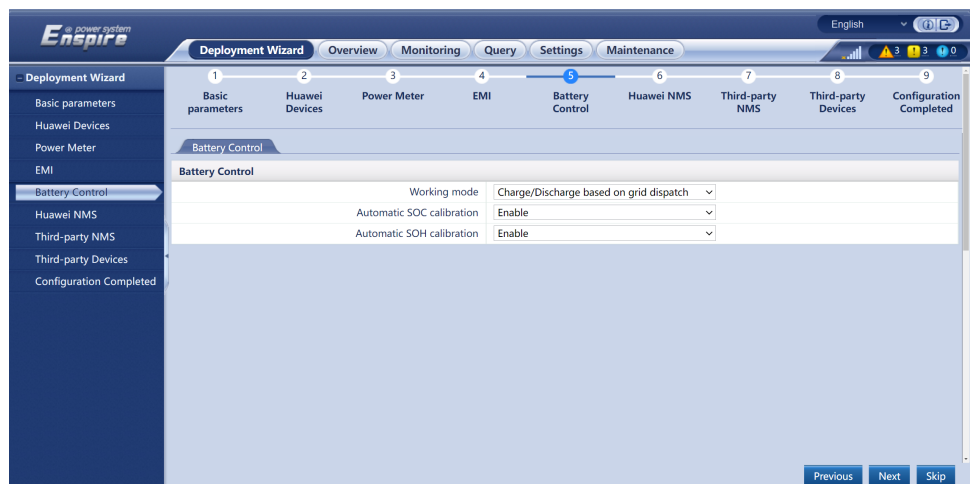 @ power system
Enspire
English
Deployment Wizard Overview Monitoring Query Settings Maintenance
3 3 0
Deployment Wizard
Basic parameters
Huawei Devices
Power Meter
EMI
Battery Control
Huawei NMS
Third-party NMS
Third-party Devices
Configuration Completed
1 2 3 4 5 6 7 8 9
Basic parameters
Huawei Devices
Power Meter
EMI
Battery Control
Huawei NMS
Third-party NMS
Third-party Devices
Configuration Completed
Battery Control
Battery Control
Working mode Charge/Discharge based on grid dispatch
Automatic SOC calibration Enable
Automatic SOH calibration Enable
Previous Next Skip